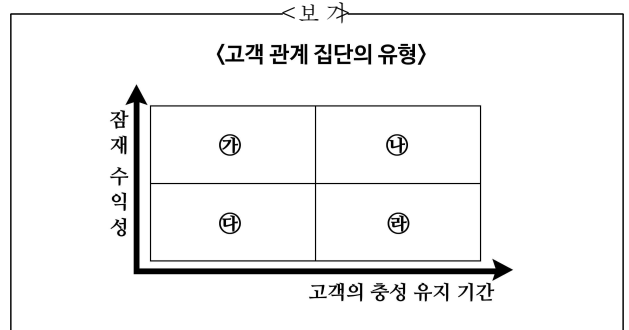 <보 기>
〈고객 관계 집단의 유형〉
잠재 수익성
㉮ ㉯
㉰ ㉱
고객의 충성 유지 기간